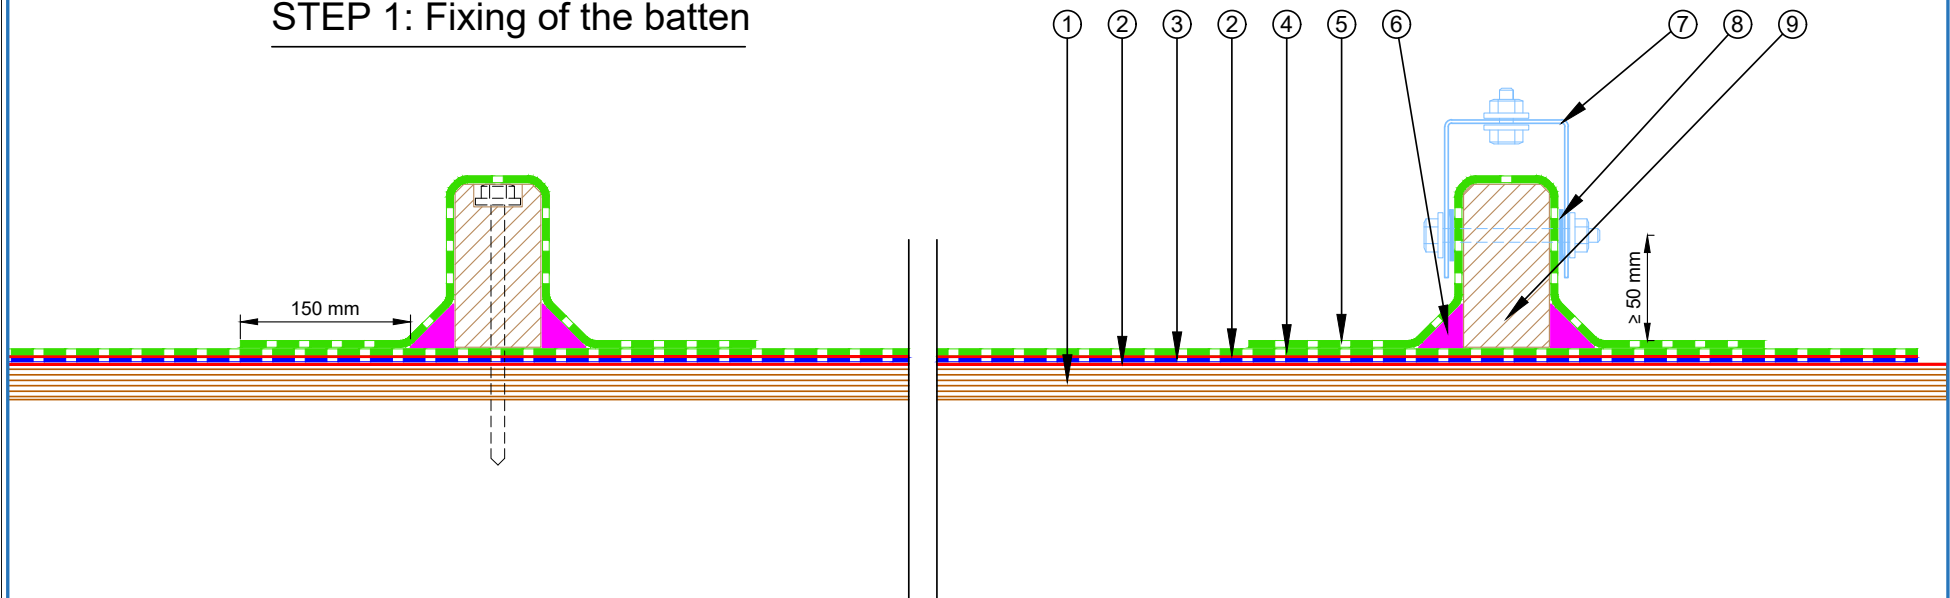 STEP 1: Fixing of the batten
1 2 3 2 4 5 6 7 8 9
150 mm
≥ 50 mm